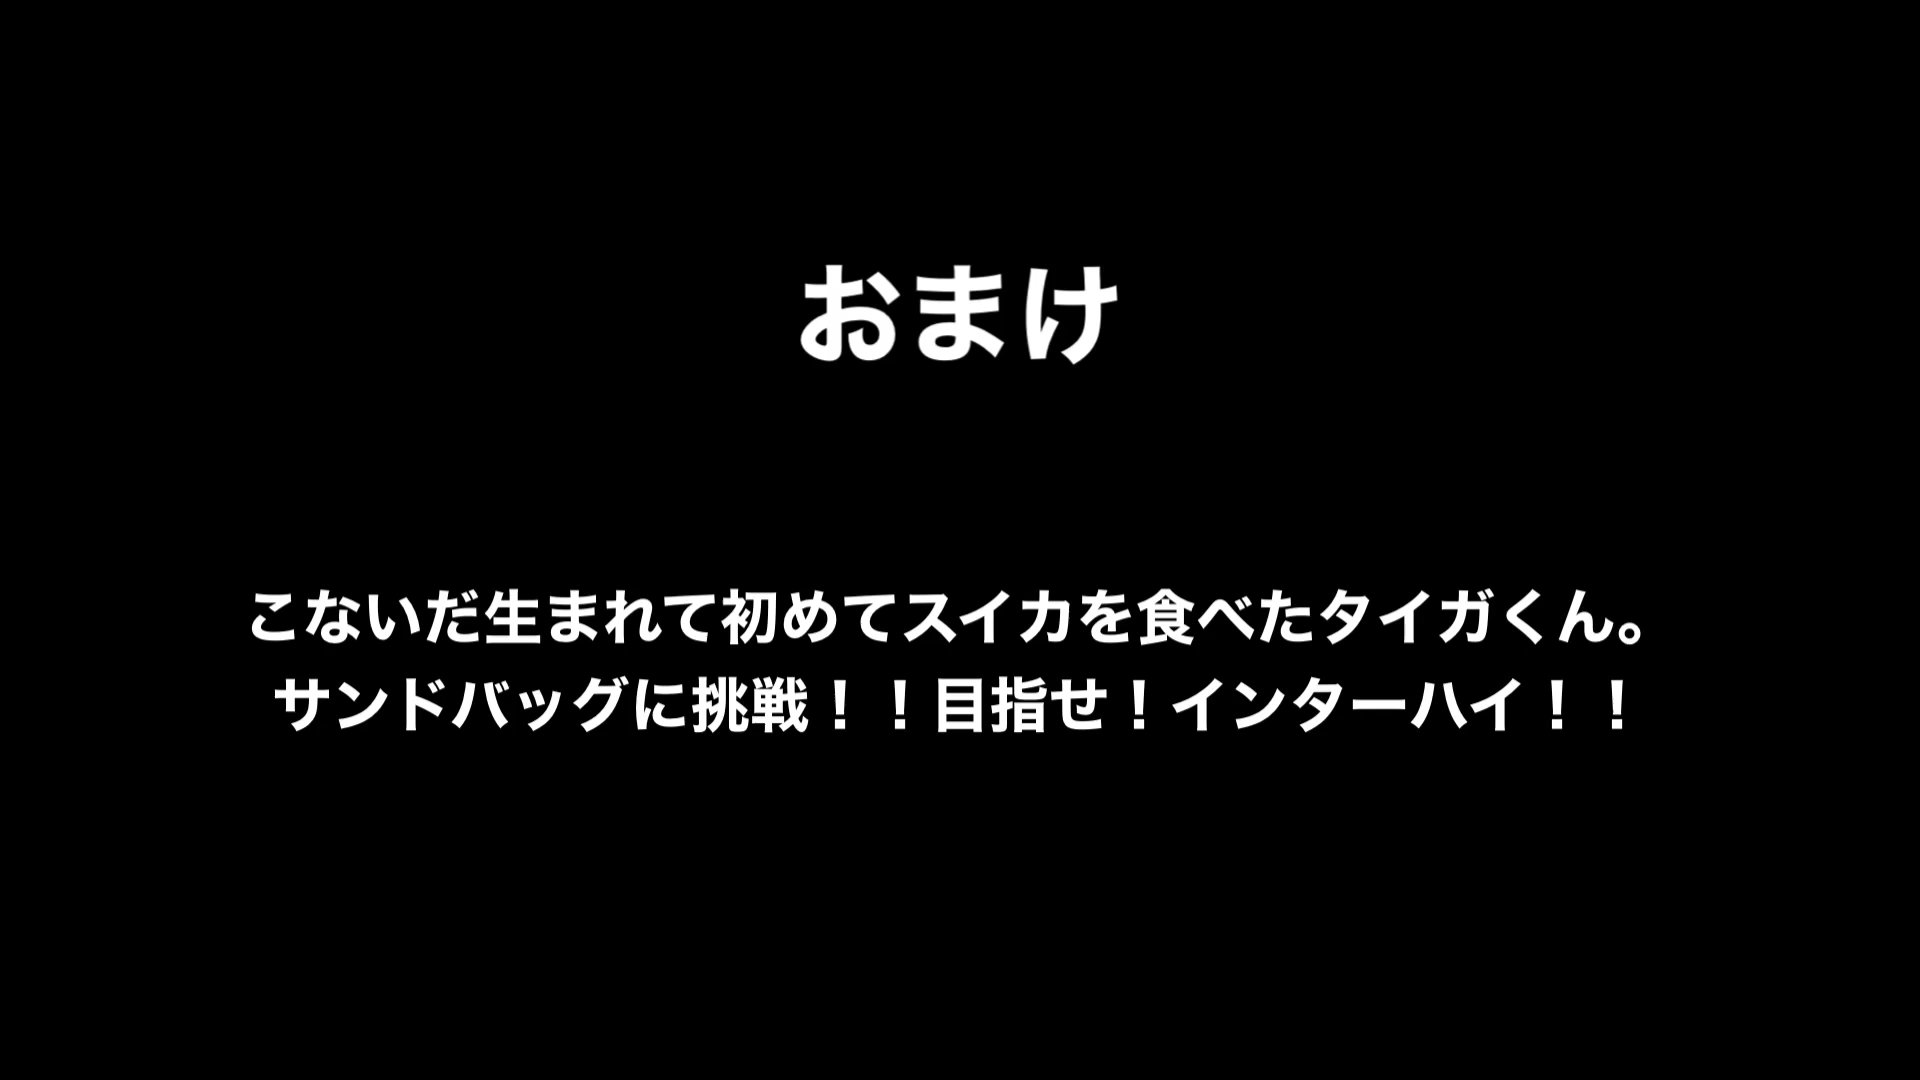 おまけ
こないだ生まれて初めてスイカを食べたタイガくん。
サンドバッグに挑戦！！目指せ！インターハイ！！